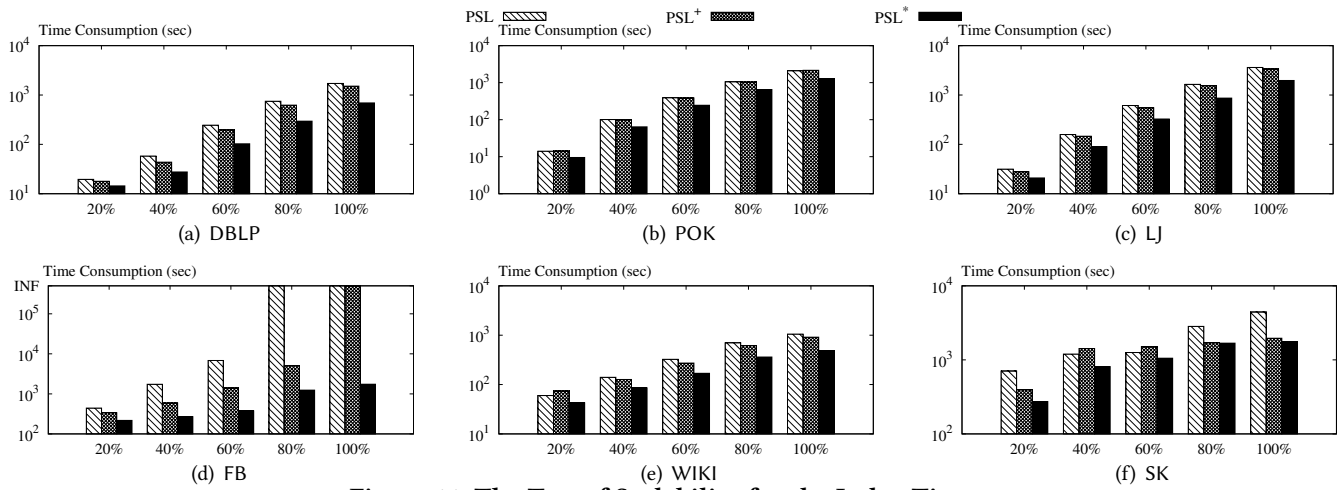 PSL PSL+ PSL*
Time Consumption (sec) Time Consumption (sec) Time Consumption (sec)
10^4 10^4 10^4
10^3 10^3 10^3
10^2 10^2 10^2
10^1 10^1 10^1
10^0
20% 40% 60% 80% 100% 20% 40% 60% 80% 100% 20% 40% 60% 80% 100%
(a) DBLP (b) POK (c) LJ
Time Consumption (sec) Time Consumption (sec) Time Consumption (sec)
INF 10^4 10^4
10^5 10^3 10^3
10^4 10^2 10^2
10^3 10^1
10^2
20% 40% 60% 80% 100% 20% 40% 60% 80% 100% 20% 40% 60% 80% 100%
(d) FB (e) WIKI (f) SK